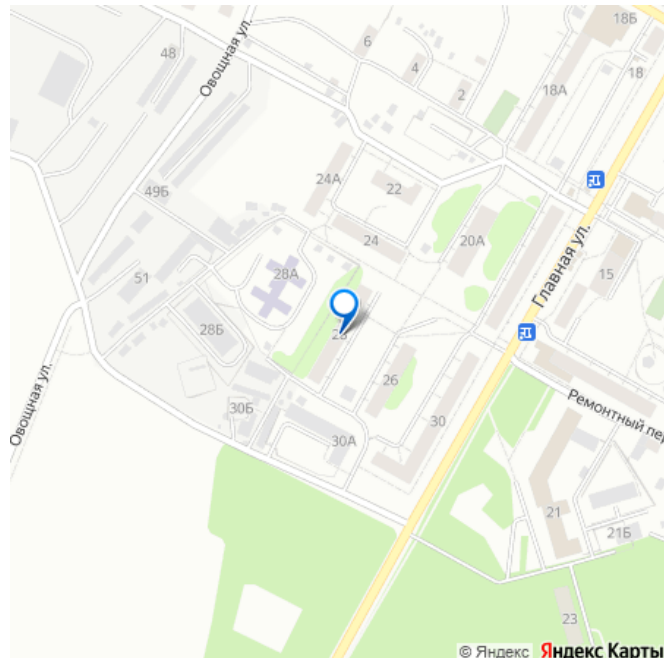 18Б
6
48
4
18
Овощная ул.
2
18А
24А
22
49Б
24
20А
Главная ул.
15
28А
51
28Б
28
26
Овощная ул.
30Б
30А
30
Ремонтный пер
21
21Б
23
© Яндекс Яндекс Карты